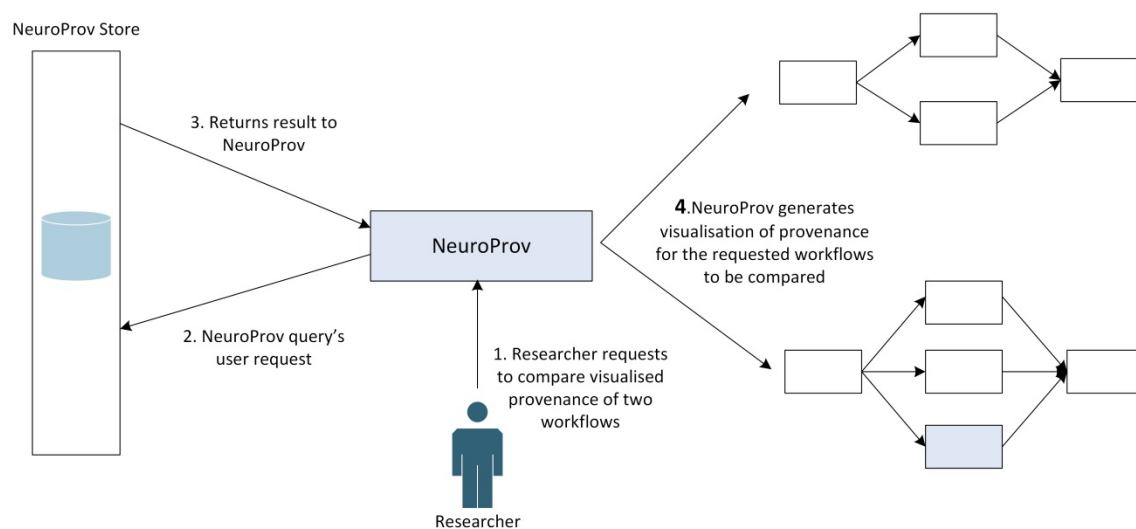 NeuroProv Store
3. Returns result to
NeuroProv
NeuroProv
2. NeuroProv query's
user request
1. Researcher requests
to compare visualised
provenance of two
workflows
Researcher
4.NeuroProv generates
visualisation of provenance
for the requested workflows
to be compared